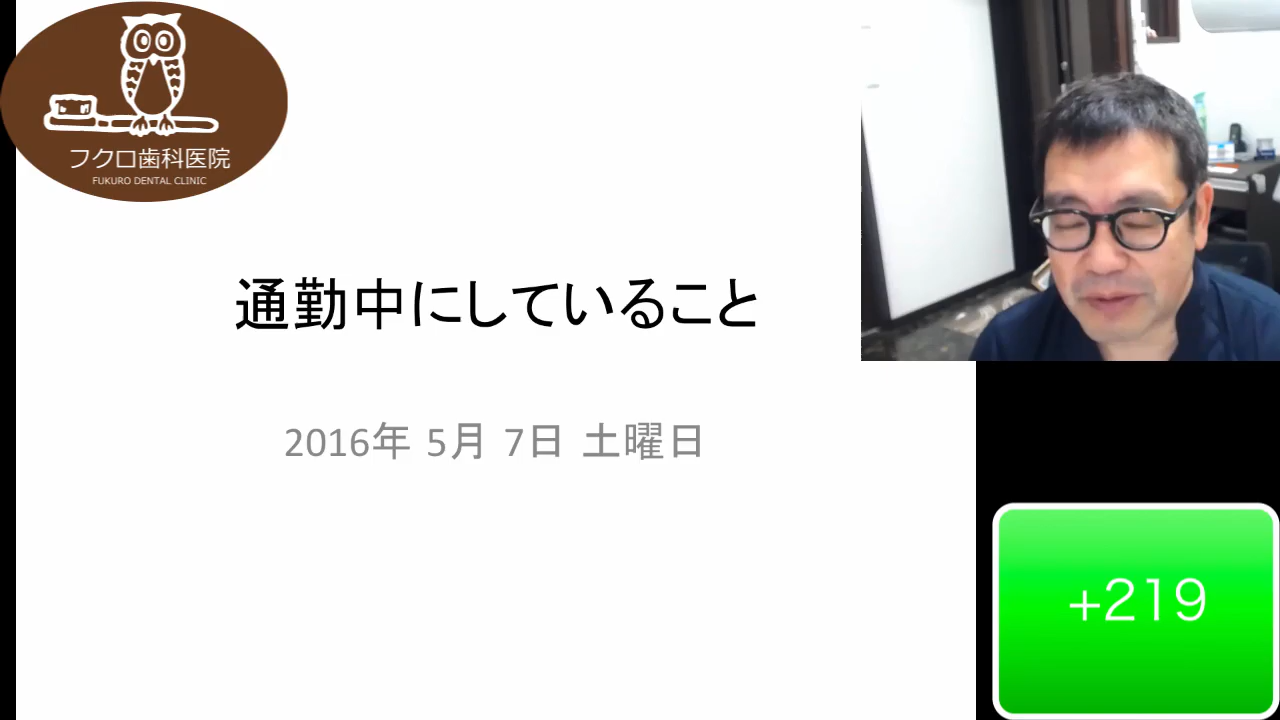 フクロ歯科医院
FUKURO DENTAL CLINIC
通勤中にしていること
2016年 5月 7日 土曜日
+219